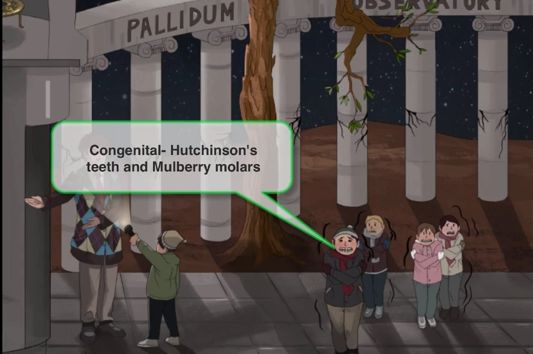 PALLIDUM
OBSERVATORY
Congenital- Hutchinson's
teeth and Mulberry molars